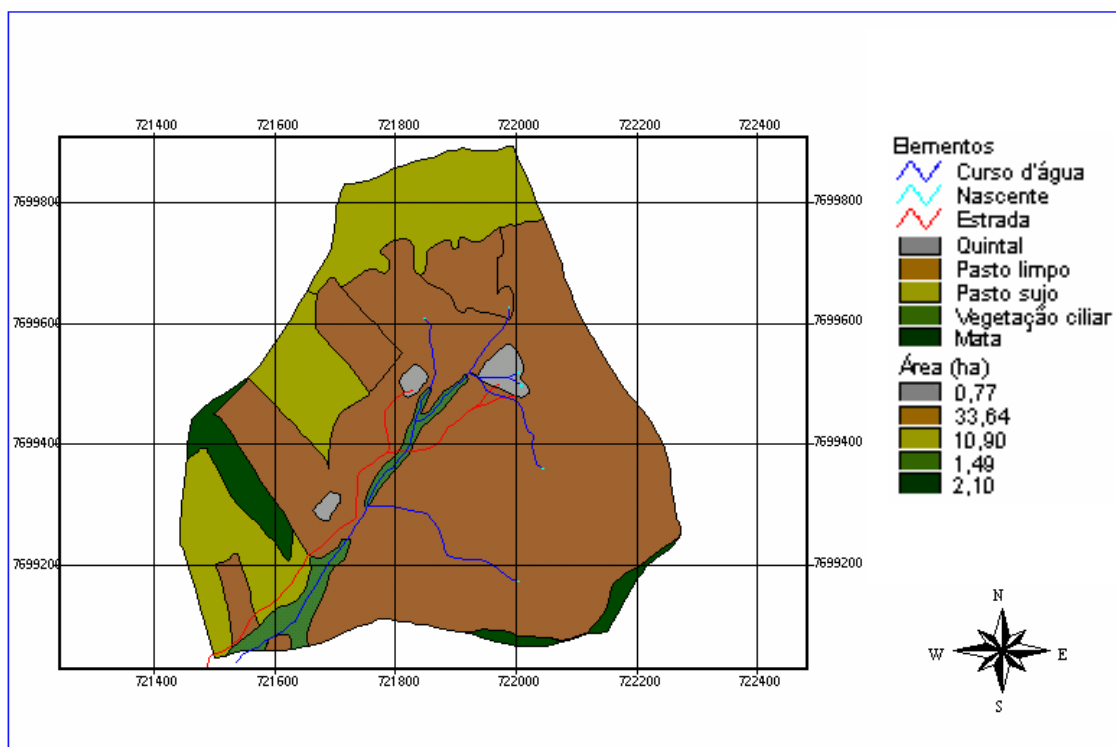 721400 721600 721800 722000 722200 722400
7699800 7699800
7699600 7699600
7699400 7699400
7699200 7699200
721400 721600 721800 722000 722200 722400
Elementos
Curso d'água
Nascente
Estrada
Quintal
Pasto limpo
Pasto sujo
Vegetação ciliar
Mata
Área (ha)
0,77
33,64
10,90
1,49
2,10
N
W E
S